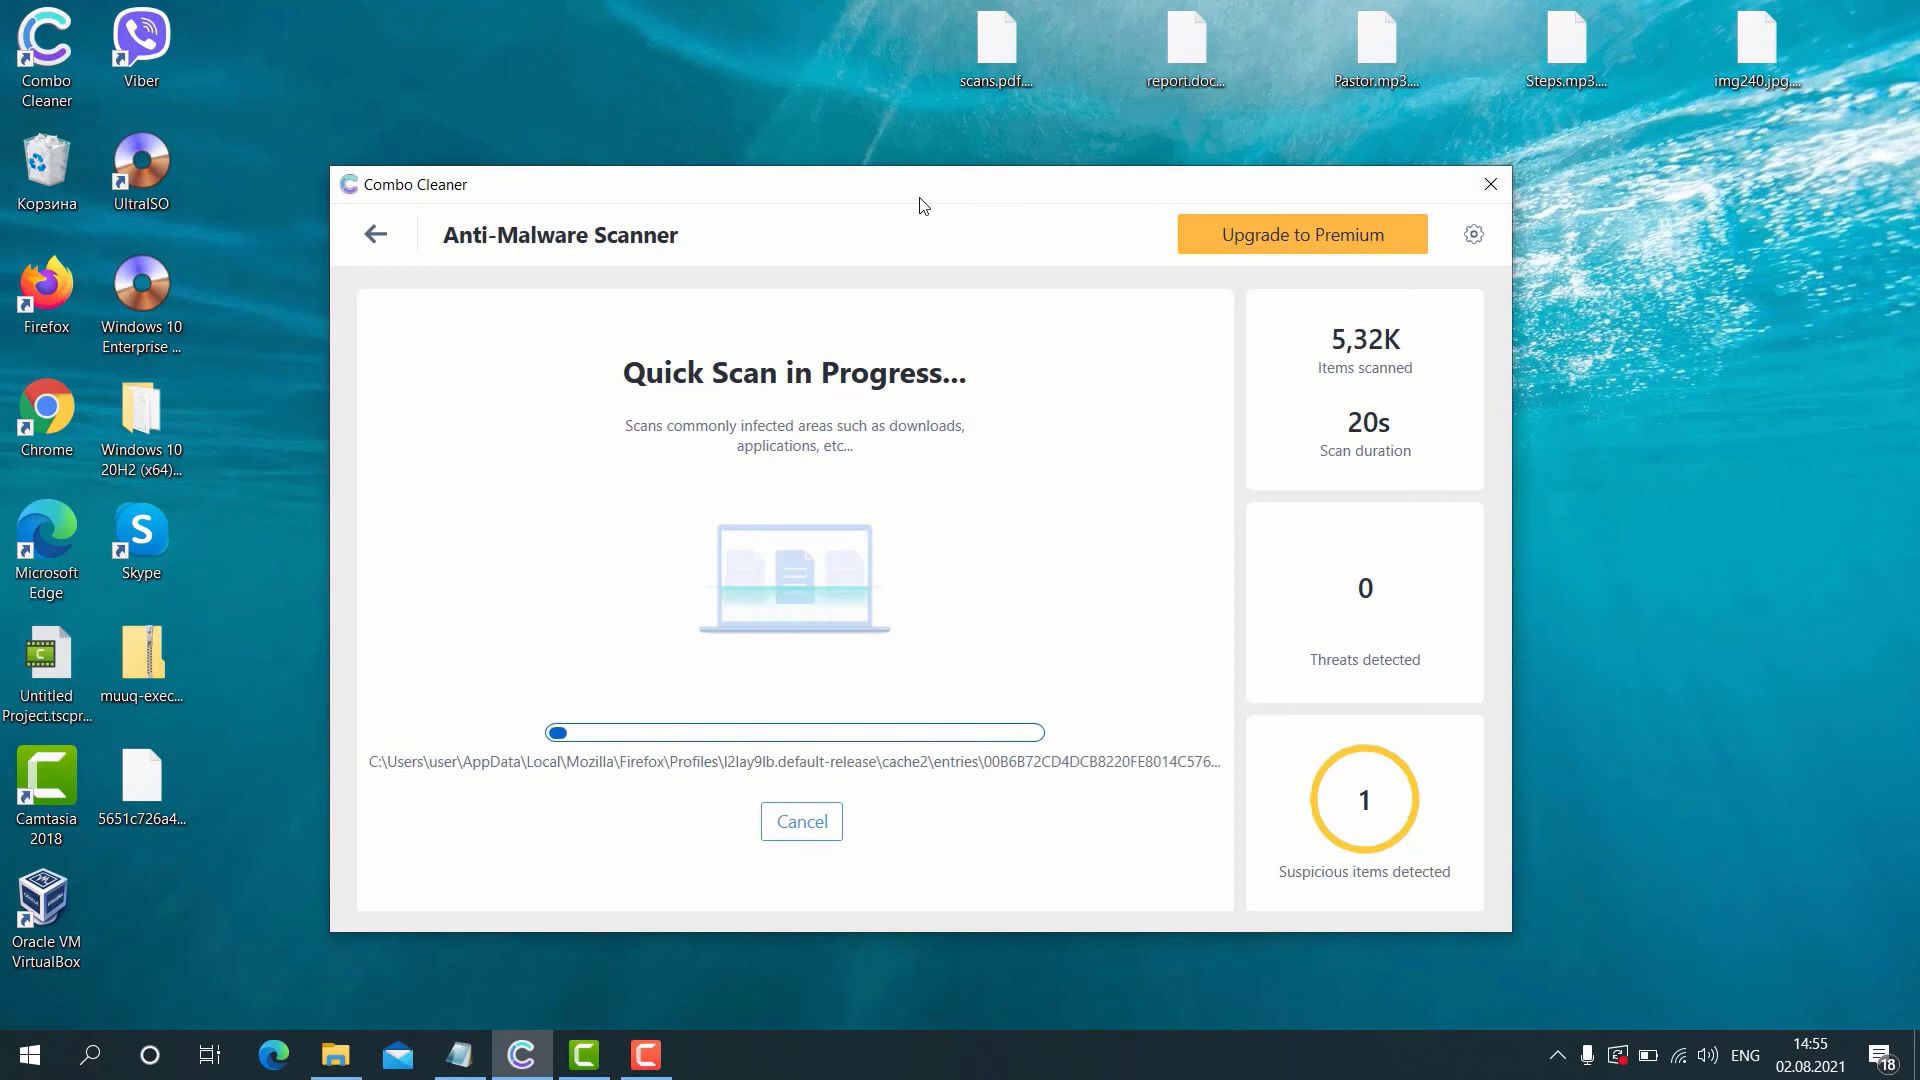 Combo
Cleaner
Viber
scans.pdf....
report.doc...
Pastor.mp3....
Steps.mp3....
img240.jpg....
Корзина
UltraISO
Firefox
Windows 10
Enterprise ...
Chrome
Windows 10
20H2 (x64)...
Microsoft
Edge
Skype
Untitled
Project.tscpr...
muuq-exec...
Camtasia
2018
5651c726a4...
Oracle VM
VirtualBox
Combo Cleaner
Anti-Malware Scanner
Upgrade to Premium
Quick Scan in Progress...
Scans commonly infected areas such as downloads,
applications, etc...
C:\Users\user\AppData\Local\Mozilla\Firefox\Profiles\l2lay9lb.default-release\cache2\entries\00B6B72CD4DCB8220FE8014C576...
Cancel
5,32K
Items scanned
20s
Scan duration
0
Threats detected
1
Suspicious items detected
ENG
14:55
02.08.2021
18